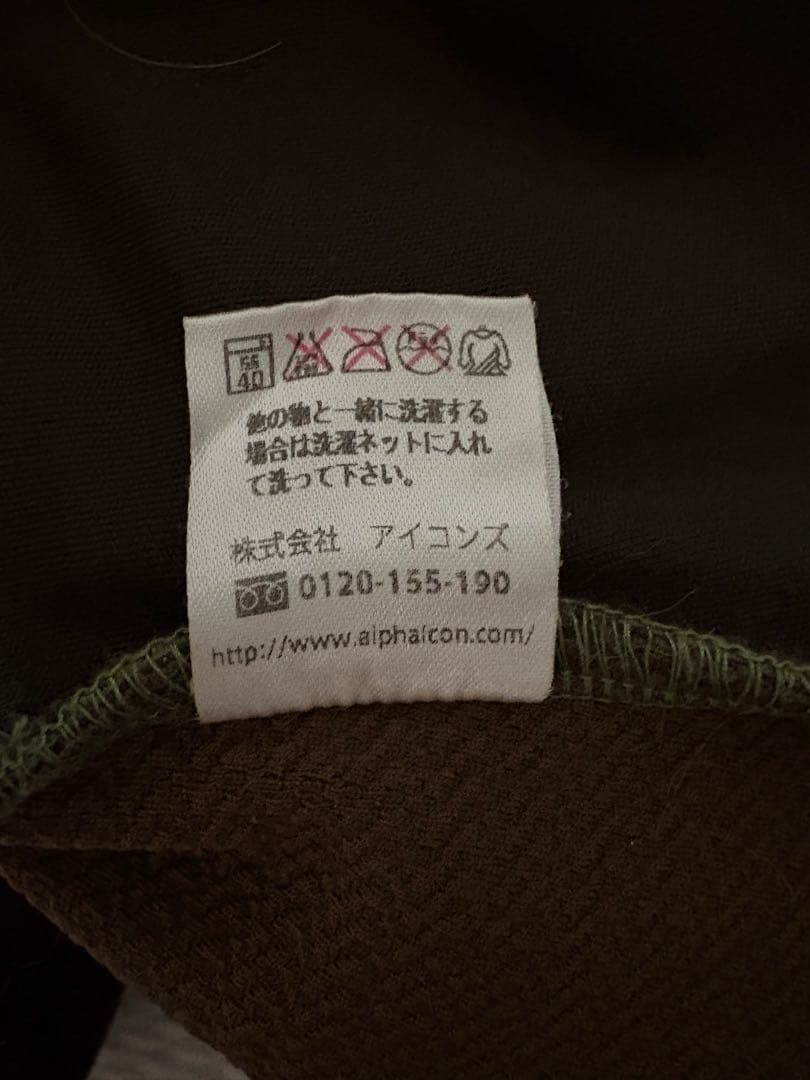 40
他の物と一緒に洗濯する
場合は洗濯ネットに入れ
て洗って下さい。
株式会社 アイコンズ
0120-155-190
http://www.alphaicon.com/